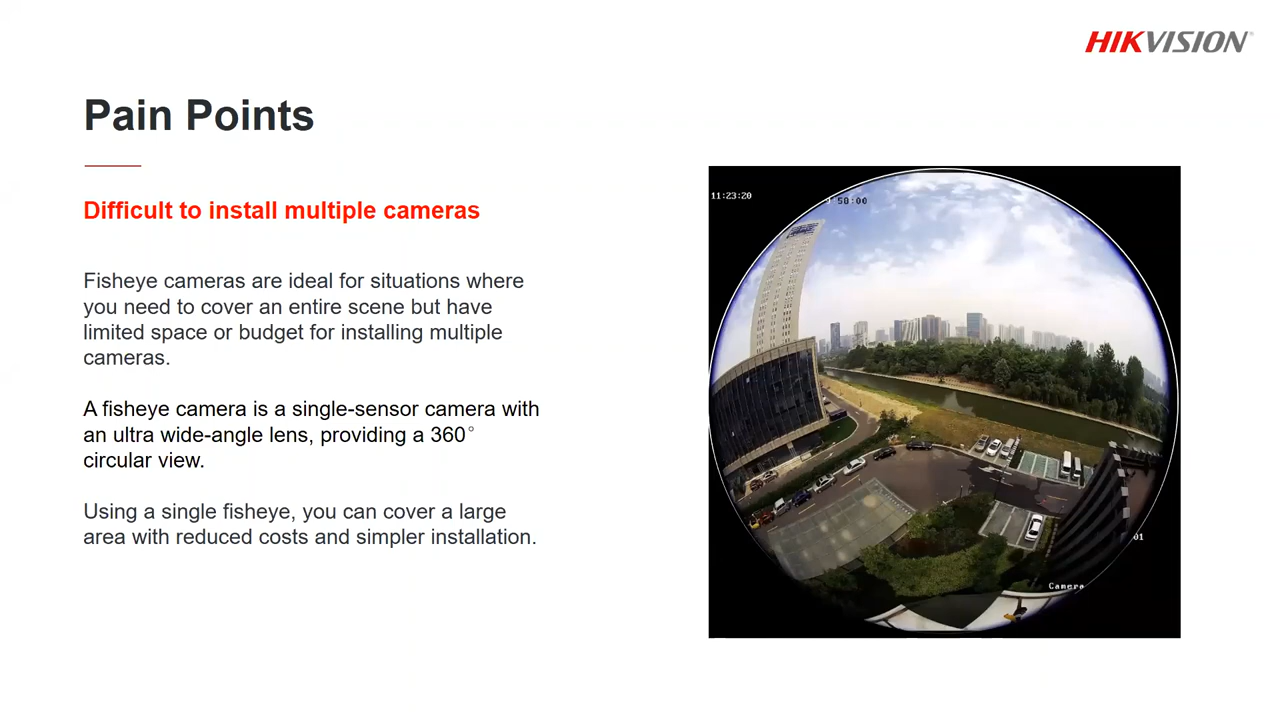 HIKVISION
Pain Points
Difficult to install multiple cameras
Fisheye cameras are ideal for situations where
you need to cover an entire scene but have
limited space or budget for installing multiple
cameras.
A fisheye camera is a single-sensor camera with
an ultra wide-angle lens, providing a 360°
circular view.
Using a single fisheye, you can cover a large
area with reduced costs and simpler installation.
11:23:20
50:00
01
Camera